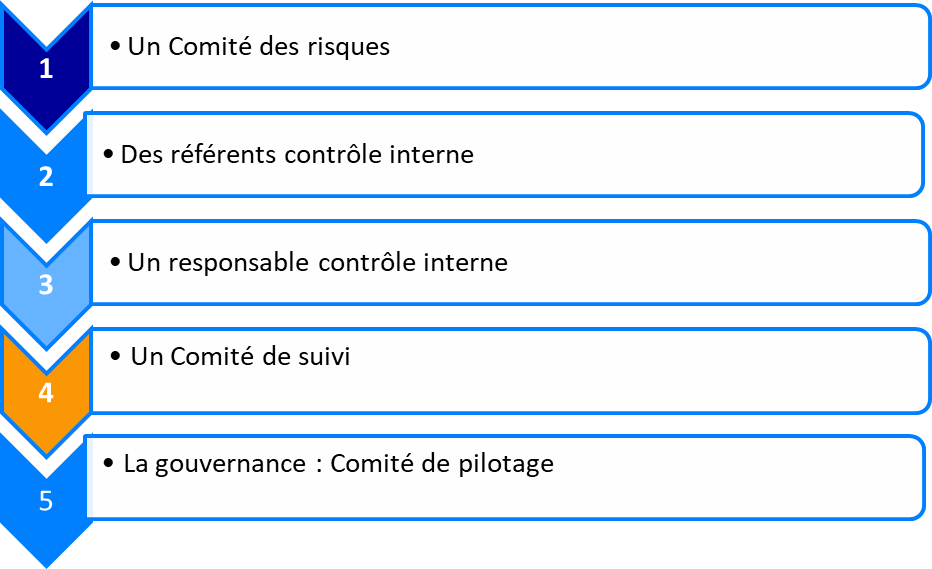 1
• Un Comité des risques
2
• Des référents contrôle interne
3
• Un responsable contrôle interne
4
• Un Comité de suivi
5
• La gouvernance : Comité de pilotage